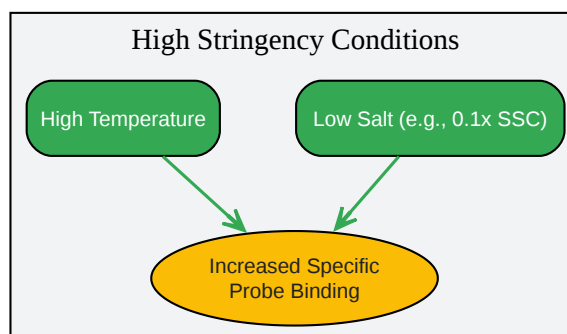 High Stringency Conditions
High Temperature
Low Salt (e.g., 0.1x SSC)
Increased Specific
Probe Binding